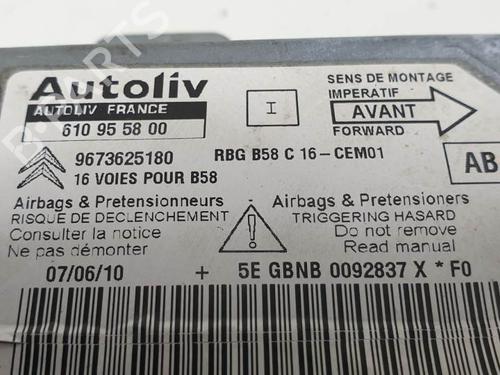 Autoliv
AUTOLIV FRANCE
610 95 58 00
I
SENS DE MONTAGE
IMPERATIF
AVANT
FORWARD
9673625180
RBG B58 C 16-CEM01
16 VOIES POUR B58
AB
Airbags & Pretensionneurs
RISQUE DE DECLENCHEMENT
Consulter la notice
Ne pas démonter
Airbags & Pretensioners
TRIGGERING HASARD
Do not remove
Read manual
07/06/10 + 5E GBNB 0092837 X * F0